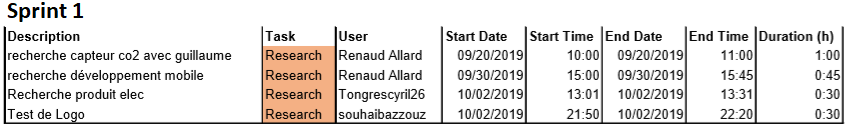 Sprint 1
Description Task User Start Date Start Time End Date End Time Duration (h)
recherche capteur co2 avec guillaume Research Renaud Allard 09/20/2019 10:00 09/20/2019 11:00 1:00
recherche développement mobile Research Renaud Allard 09/30/2019 15:00 09/30/2019 15:45 0:45
Recherche produit elec Research Tongrescyril26 10/02/2019 13:01 10/02/2019 13:31 0:30
Test de Logo Research souhaibazzouz 10/02/2019 21:50 10/02/2019 22:20 0:30